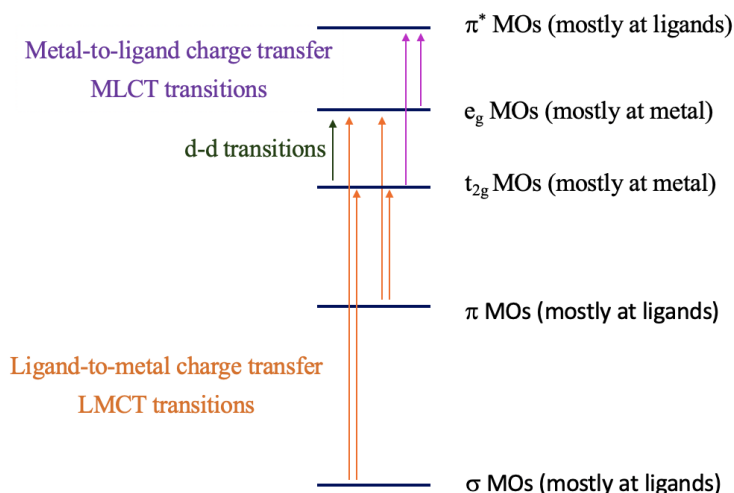 π* MOs (mostly at ligands)
Metal-to-ligand charge transfer
MLCT transitions
eg MOs (mostly at metal)
d-d transitions
t2g MOs (mostly at metal)
π MOs (mostly at ligands)
Ligand-to-metal charge transfer
LMCT transitions
σ MOs (mostly at ligands)